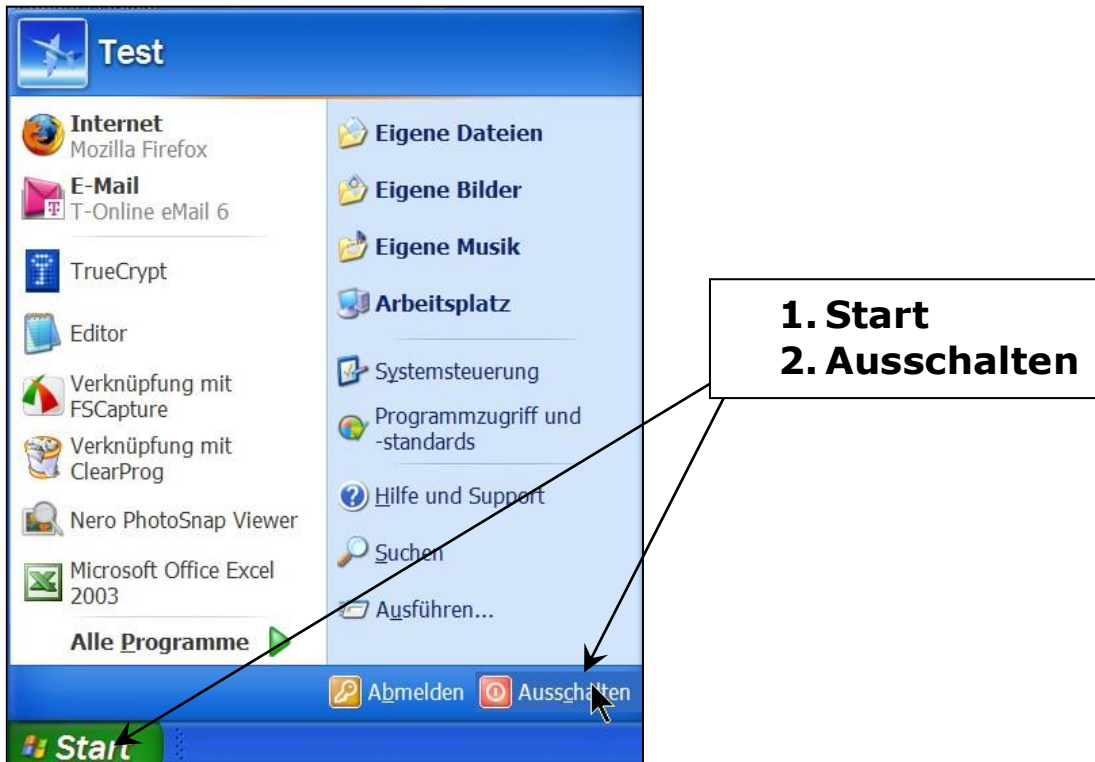 Test
Internet
Mozilla Firefox
E-Mail
T-Online eMail 6
TrueCrypt
Editor
Verknüpfung mit
FSCapture
Verknüpfung mit
ClearProg
Nero PhotoSnap Viewer
Microsoft Office Excel
2003
Alle Programme
Eigene Dateien
Eigene Bilder
Eigene Musik
Arbeitsplatz
Systemsteuerung
Programmzugriff und
-standards
Hilfe und Support
Suchen
Ausführen...
Abmelden
Ausschalten
Start
1. Start
2. Ausschalten